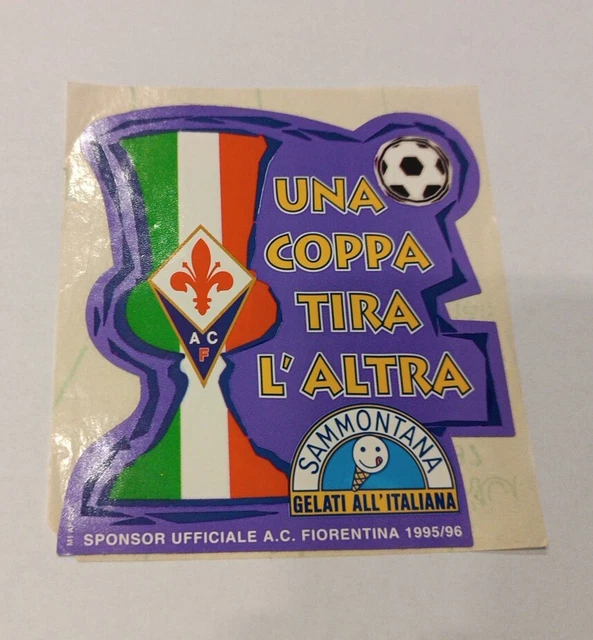 UNA
COPPA
TIRA
L'ALTRA
A C
F
SAMMONTANA
GELATI ALL'ITALIANA
SPONSOR UFFICIALE A.C. FIORENTINA 1995/96